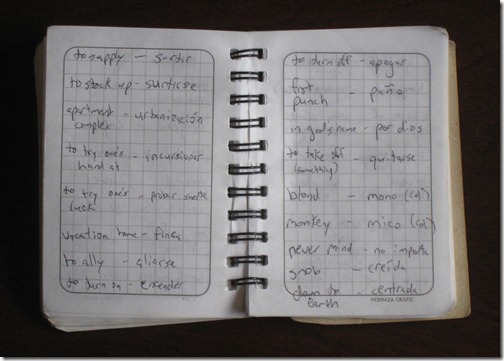 to supply - surtir
to stock up - surtirse
apartment - urbanización
complex
to try one's - incursionar
hand at
to try one's - probar suerte
luck
vacation home - finca
to ally - aliarse
to turn on - encender
to turn off - apagar
fist - puño
punch
in god's name - por dios
to take off - quitarse
(something)
blond - mono (col)
monkey - mico (col)
never mind - no importa
snob - creída
down to - centrada
earth
VERNAZA GRAFIC